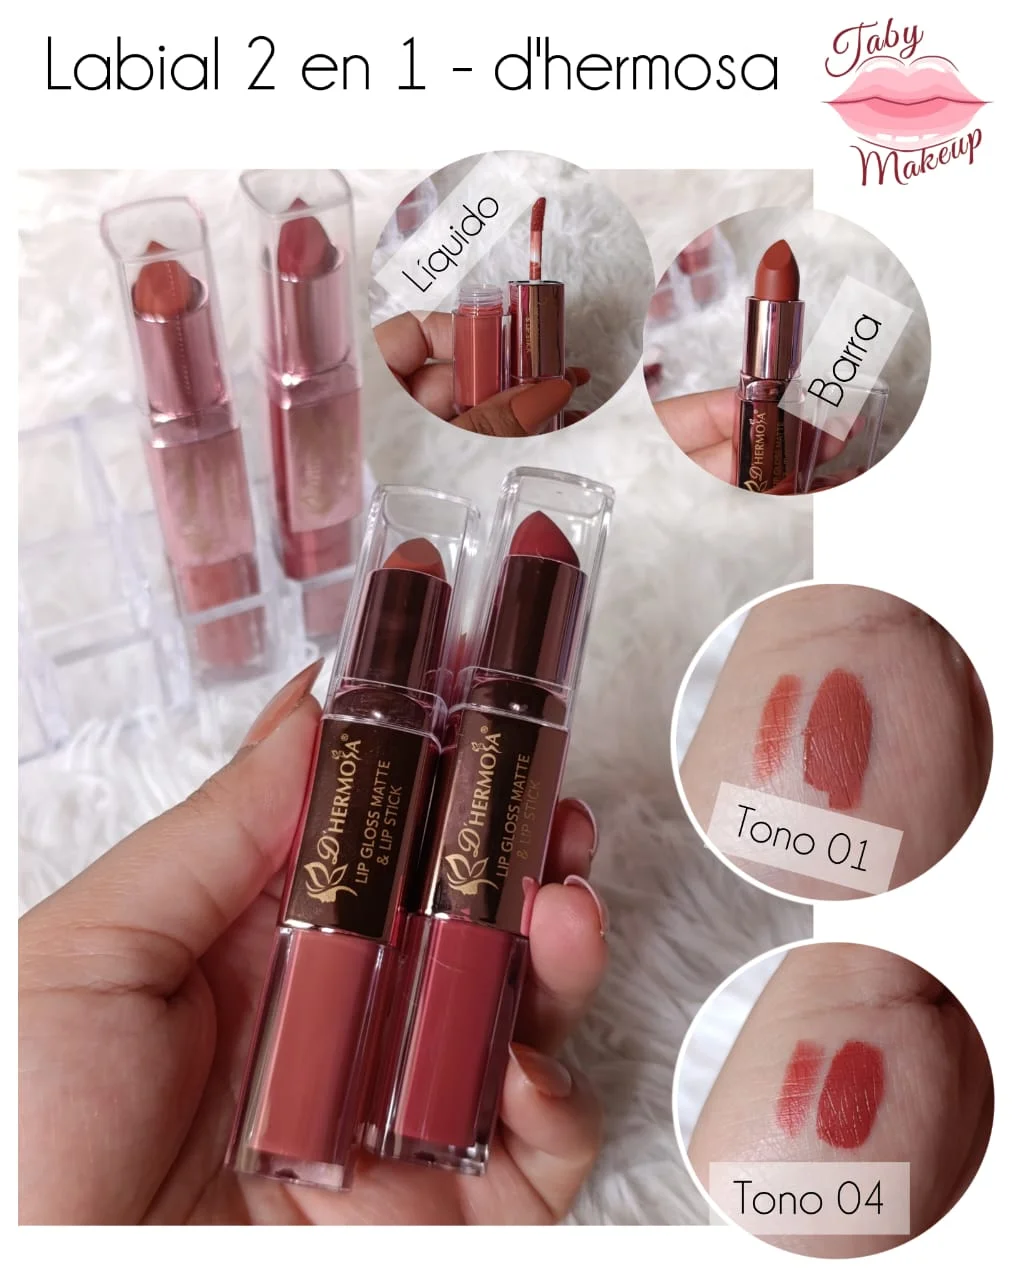 Labial 2 en 1 - d'hermosa
Taby
Makeup
Líquido
Barra
D'HERMOSA
D'HERMOSA®
LIP GLOSS MATTE
& LIP STICK
D'HERMOSA®
LIP GLOSS MATTE
& LIP STICK
Tono 01
Tono 04